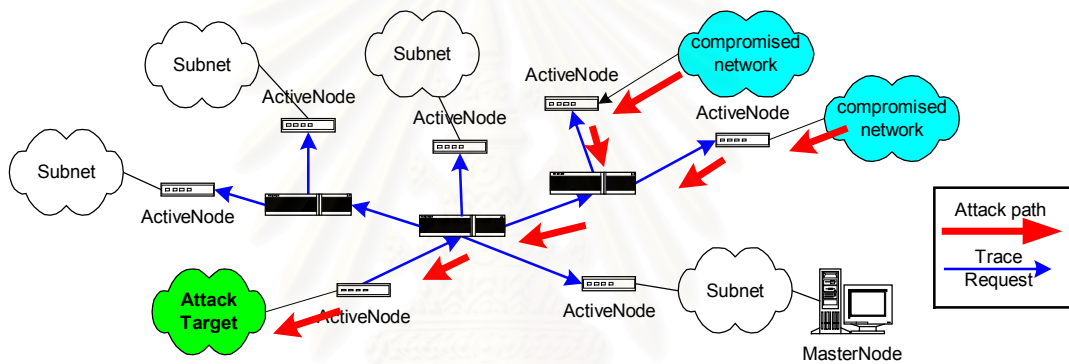 Subnet
Subnet
compromised
network
ActiveNode
ActiveNode
ActiveNode
ActiveNode
compromised
network
Subnet
ActiveNode
Attack path
Trace
Request
Attack
Target
ActiveNode
ActiveNode
Subnet
MasterNode